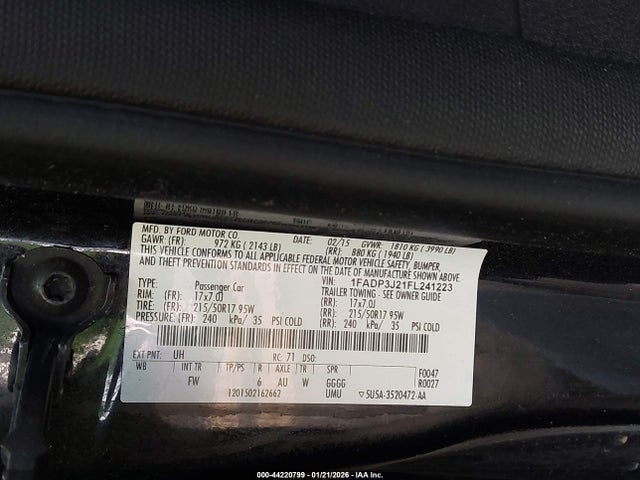 MFD. BY FORD MOTOR CO. DATE: 02/15 GVWR: 1810 KG ( 3990 LB)
GAWR: (FR): 972 KG ( 2143 LB) (RR): 880 KG ( 1940 LB)
THIS VEHICLE CONFORMS TO ALL APPLICABLE FEDERAL MOTOR VEHICLE SAFETY, BUMPER,
AND THEFT PREVENTION STANDARDS IN EFFECT ON THE DATE OF MANUFACTURE SHOWN ABOVE.
VIN: 1FADP3J21FL241223
TYPE: Passenger Car TRAILER TOWING - SEE OWNER GUIDE
RIM: (FR): 17x7.0J (RR): 17x7.0J
TIRES: (FR): 215/50R17 95W (RR): 215/50R17 95W
PRESSURE: (FR): 240 kPa/ 35 PSI COLD (RR): 240 kPa/ 35 PSI COLD
EXT PNT: UH RC: 71 DSO: F0047
WB INT TR TP/PS R AXLE TR SPR R0027
FW 6 AU W GGGG
1201502162662 UMU ▽ 5USA-3520472-AA
000-44220799 - 01/21/2026 - IAAI, Inc.